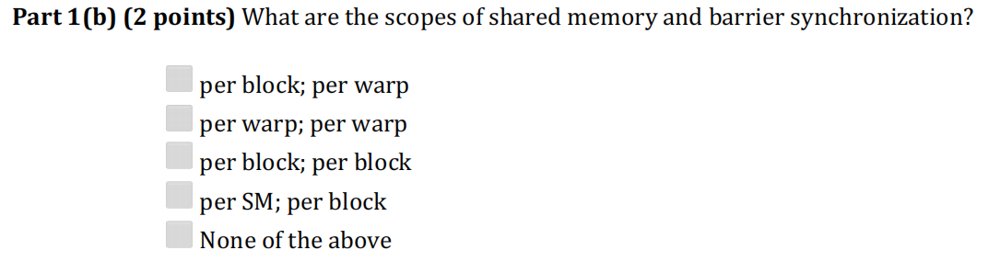 Part 1(b) (2 points) What are the scopes of shared memory and barrier synchronization?
per block; per warp
per warp; per warp
per block; per block
per SM; per block
None of the above